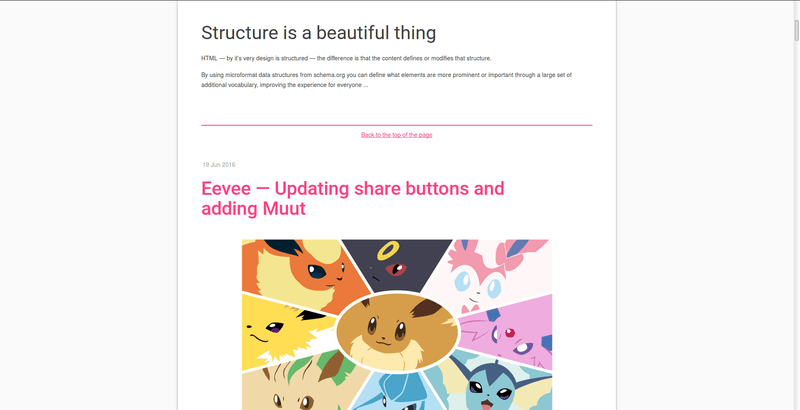 Structure is a beautiful thing
HTML — by it's very design is structured — the difference is that the content defines or modifies that structure.
By using microformat data structures from schema.org you can define what elements are more prominent or important through a large set of
additional vocabulary, improving the experience for everyone ...
Back to the top of the page
19 Jun 2016
Eevee — Updating share buttons and
adding Muut